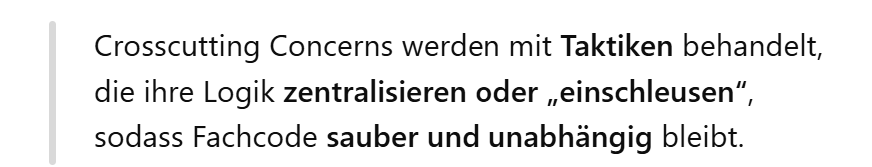 Crosscutting Concerns werden mit Taktiken behandelt,
die ihre Logik zentralisieren oder „einschleusen“,
sodass Fachcode sauber und unabhängig bleibt.